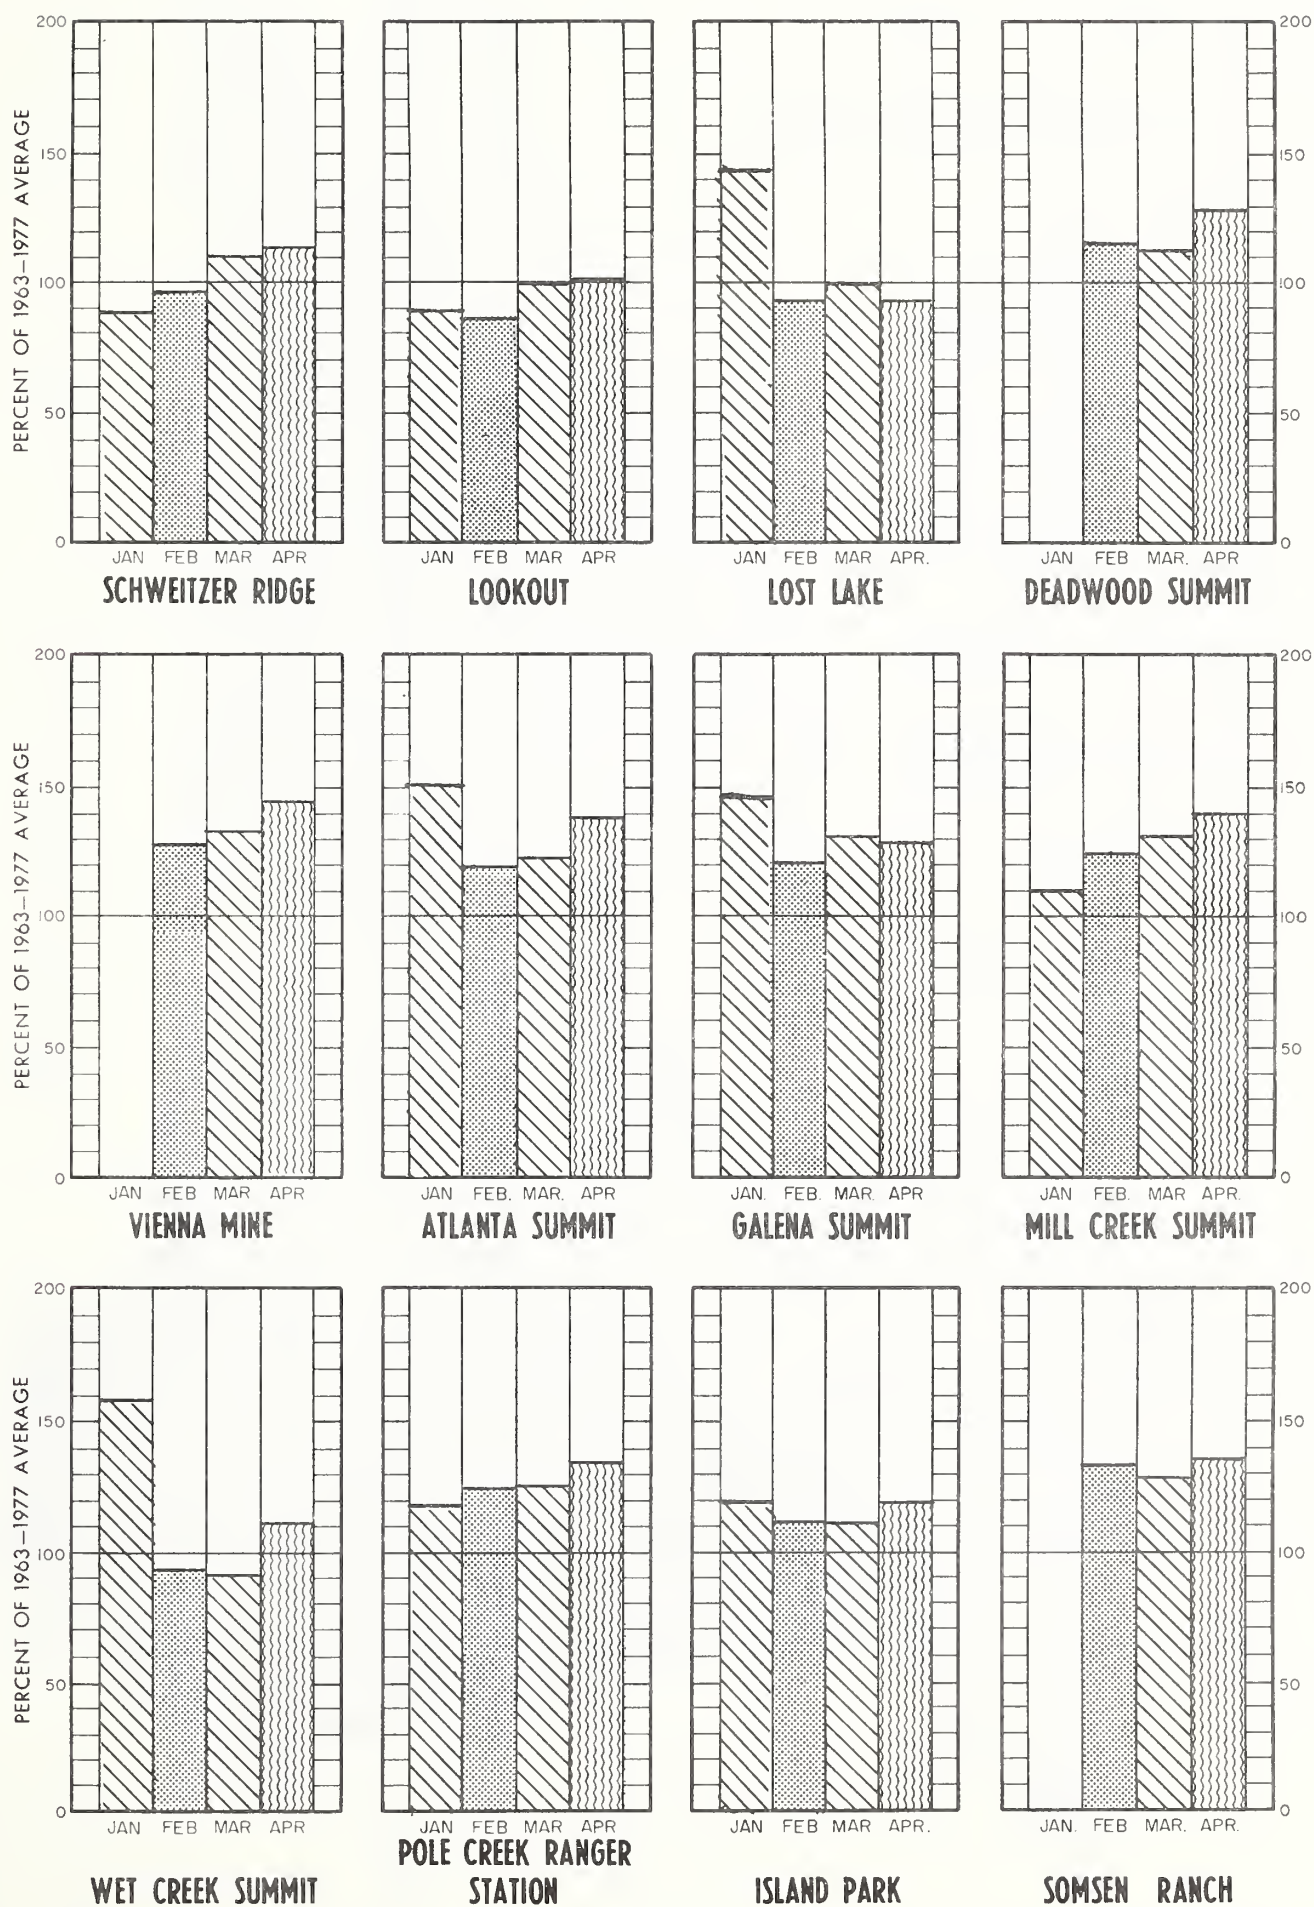 PERCENT OF 1963–1977 AVERAGE
200 200
150 150
100 100
50 50
0 0
JAN FEB MAR APR JAN FEB MAR APR JAN FEB MAR APR. JAN FEB MAR. APR
SCHWEITZER RIDGE LOOKOUT LOST LAKE DEADWOOD SUMMIT
PERCENT OF 1963–1977 AVERAGE
200 200
150 150
100 100
50 50
0 0
JAN FEB MAR APR JAN FEB. MAR. APR JAN. FEB. MAR. APR JAN FEB. MAR APR.
VIENNA MINE ATLANTA SUMMIT GALENA SUMMIT MILL CREEK SUMMIT
PERCENT OF 1963–1977 AVERAGE
200 200
150 150
100 100
50 50
0 0
JAN FEB MAR APR JAN FEB MAR APR JAN FEB MAR APR. JAN. FEB MAR. APR.
POLE CREEK RANGER
WET CREEK SUMMIT STATION ISLAND PARK SOMSEN RANCH